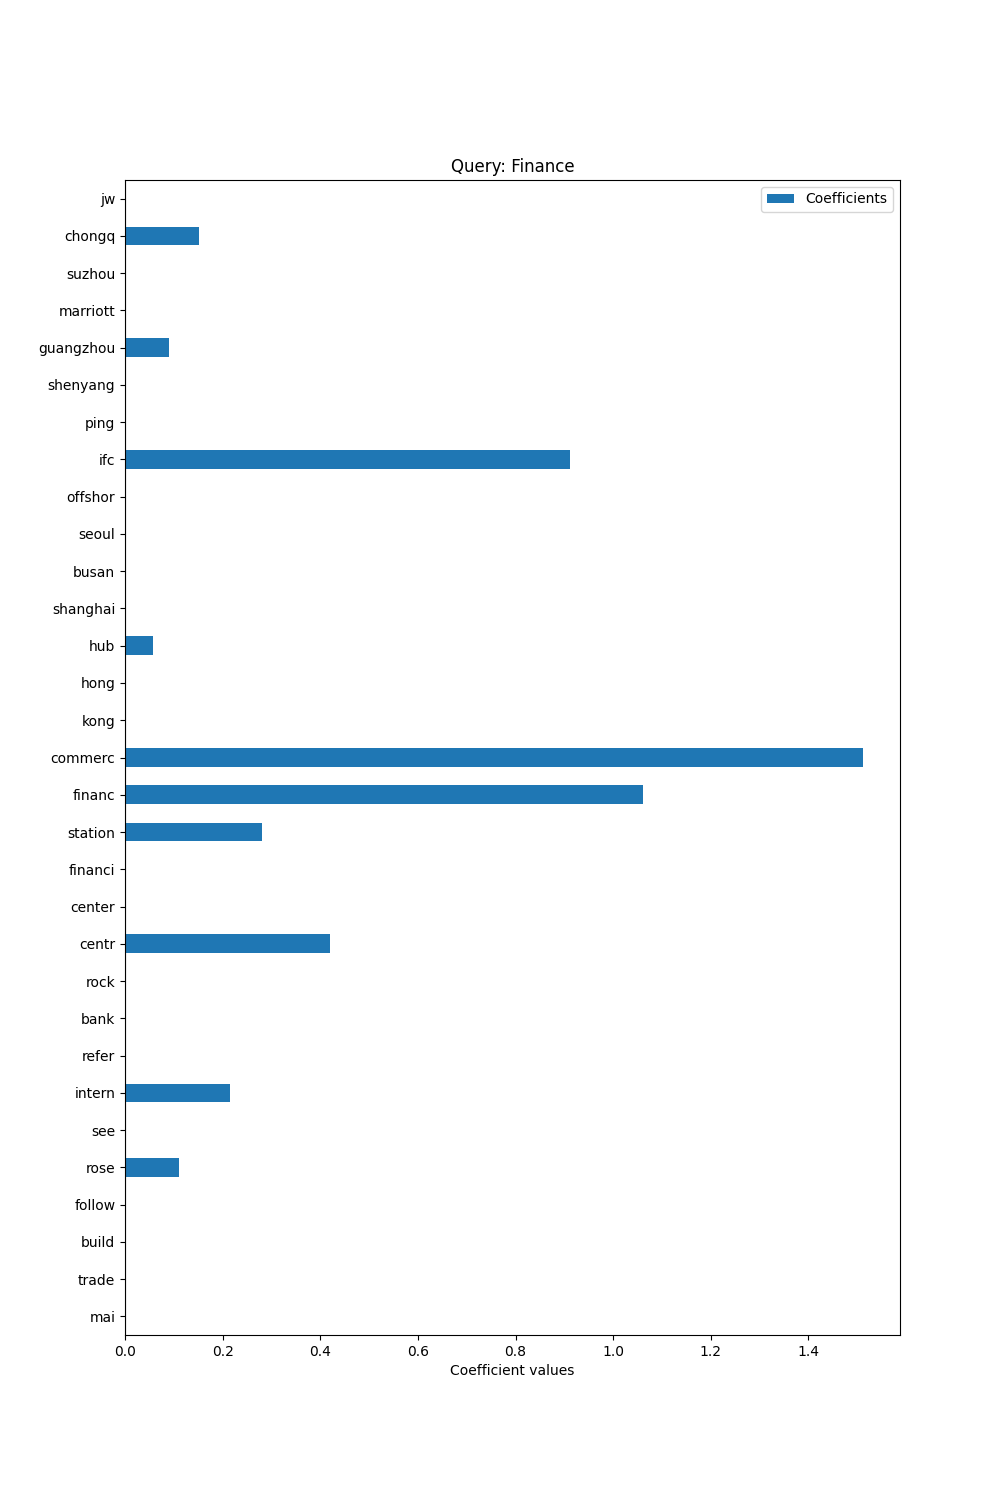 Query: Finance
Coefficients
jw
chongq
suzhou
marriott
guangzhou
shenyang
ping
ifc
offshor
seoul
busan
shanghai
hub
hong
kong
commerc
financ
station
financi
center
centr
rock
bank
refer
intern
see
rose
follow
build
trade
mai
0.0 0.2 0.4 0.6 0.8 1.0 1.2 1.4
Coefficient values